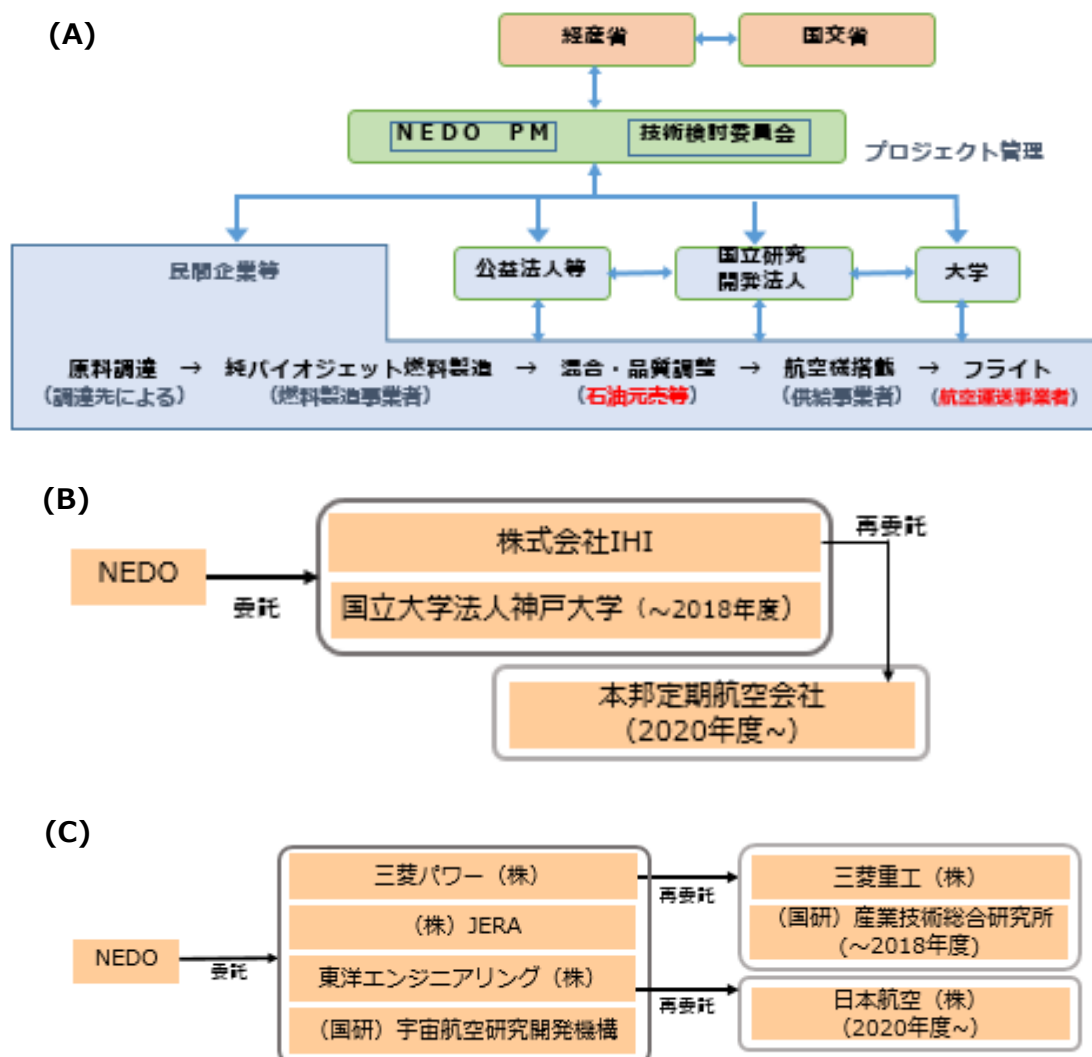 (A)
経産省
国交省
NEDO PM
技術検討委員会
プロジェクト管理
民間企業等
公益法人等
国立研究
開発法人
大学
原料調達 → 純バイオジェット燃料製造 → 混合・品質調整 → 航空機搭載 → フライト
(調達先による) (燃料製造事業者) (石油元売等) (供給事業者) (航空運送事業者)
(B)
NEDO
委託
株式会社IHI
国立大学法人神戸大学(~2018年度)
再委託
本邦定期航空会社
(2020年度~)
(C)
NEDO
委託
三菱パワー(株)
(株)JERA
東洋エンジニアリング(株)
(国研)宇宙航空研究開発機構
再委託
三菱重工(株)
(国研)産業技術総合研究所
(~2018年度)
再委託
日本航空(株)
(2020年度~)